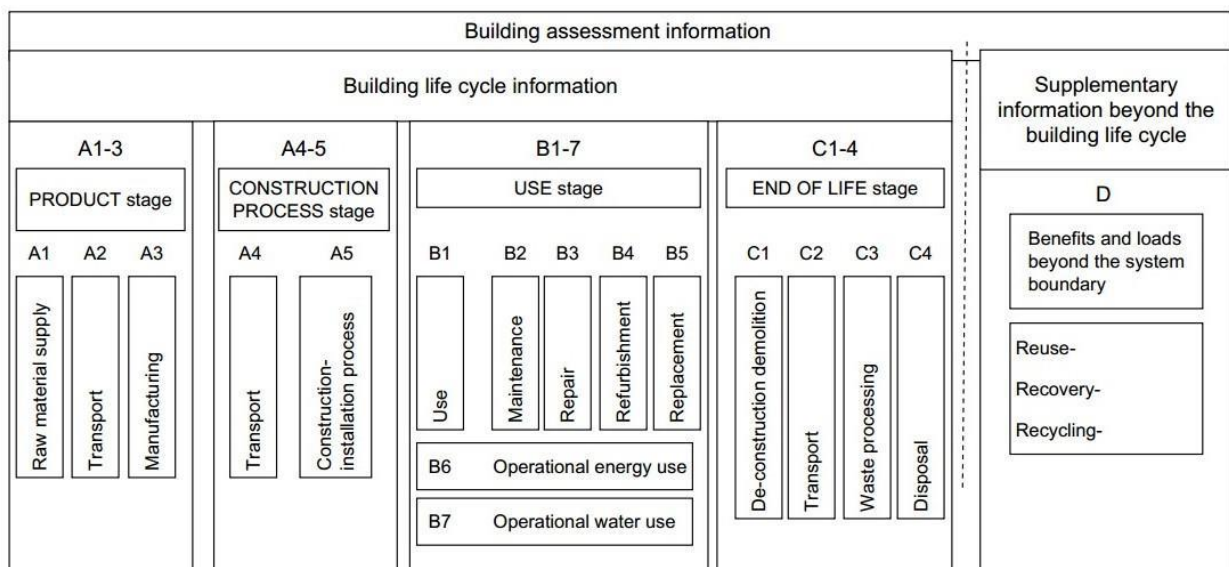 Building assessment information
Building life cycle information
Supplementary
information beyond the
building life cycle
A1-3
PRODUCT stage
A1
A2
A3
Raw material supply
Transport
Manufacturing
A4-5
CONSTRUCTION
PROCESS stage
A4
A5
Transport
Construction-
installation process
B1-7
USE stage
B1
B2
B3
B4
B5
Use
Maintenance
Repair
Refurbishment
Replacement
B6 Operational energy use
B7 Operational water use
C1-4
END OF LIFE stage
C1
C2
C3
C4
De-construction demolition
Transport
Waste processing
Disposal
D
Benefits and loads
beyond the system
boundary
Reuse-
Recovery-
Recycling-